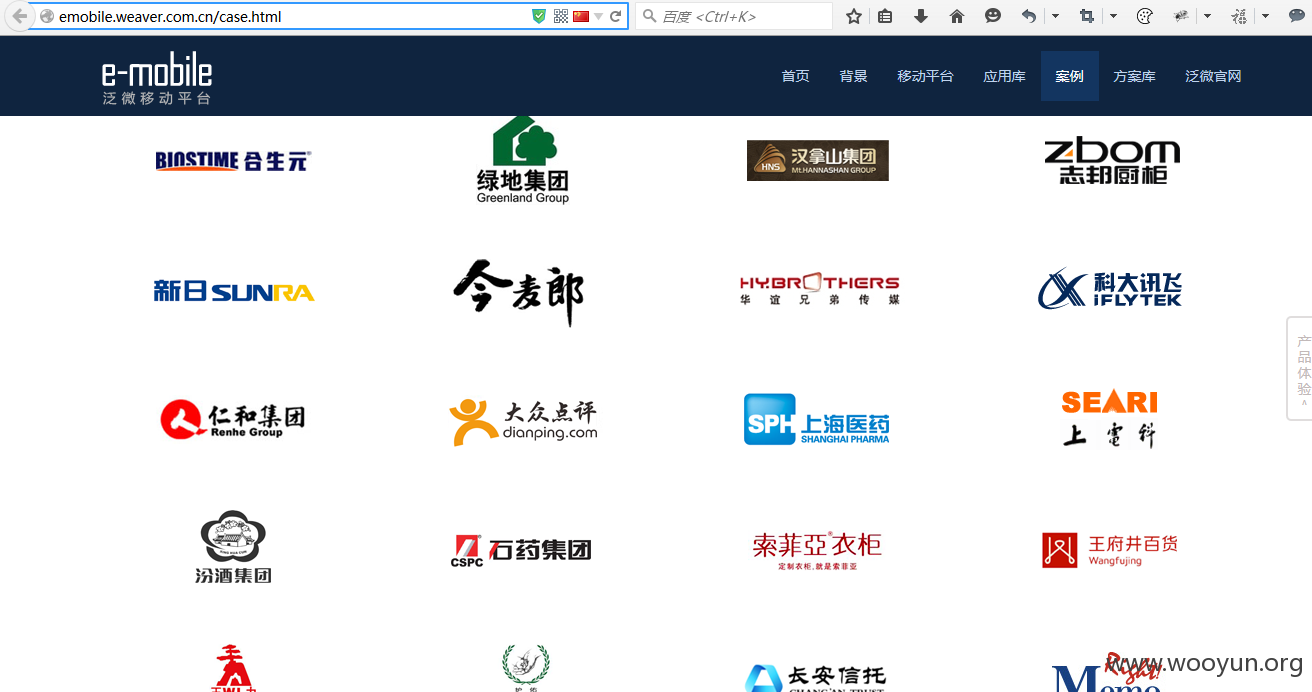 emobile.weaver.com.cn/case.html
百度 <Ctrl+K>
e-mobile
泛微移动平台
首页 背景 移动平台 应用库 案例 方案库 泛微官网
BIOSTIME 合生元®
绿地集团
Greenland Group
HNS 汉拿山集团
MT.HANNASHAN GROUP
zbom
志邦厨柜
新日 SUNRA
今麦郎
HYBROTHERS
华谊兄弟传媒
科大讯飞
iFLYTEK
产品体验
仁和集团
Renhe Group
大众点评
dianping.com
SPH 上海医药
SHANGHAI PHARMA
SEARI
上電科
汾酒集团
CSPC 石药集团
索菲亞®衣柜
定制衣柜,就是索菲亚
王府井百货
Wangfujing
长安信托
CHANG'AN TRUST
Right!
Memo
www.wooyun.org